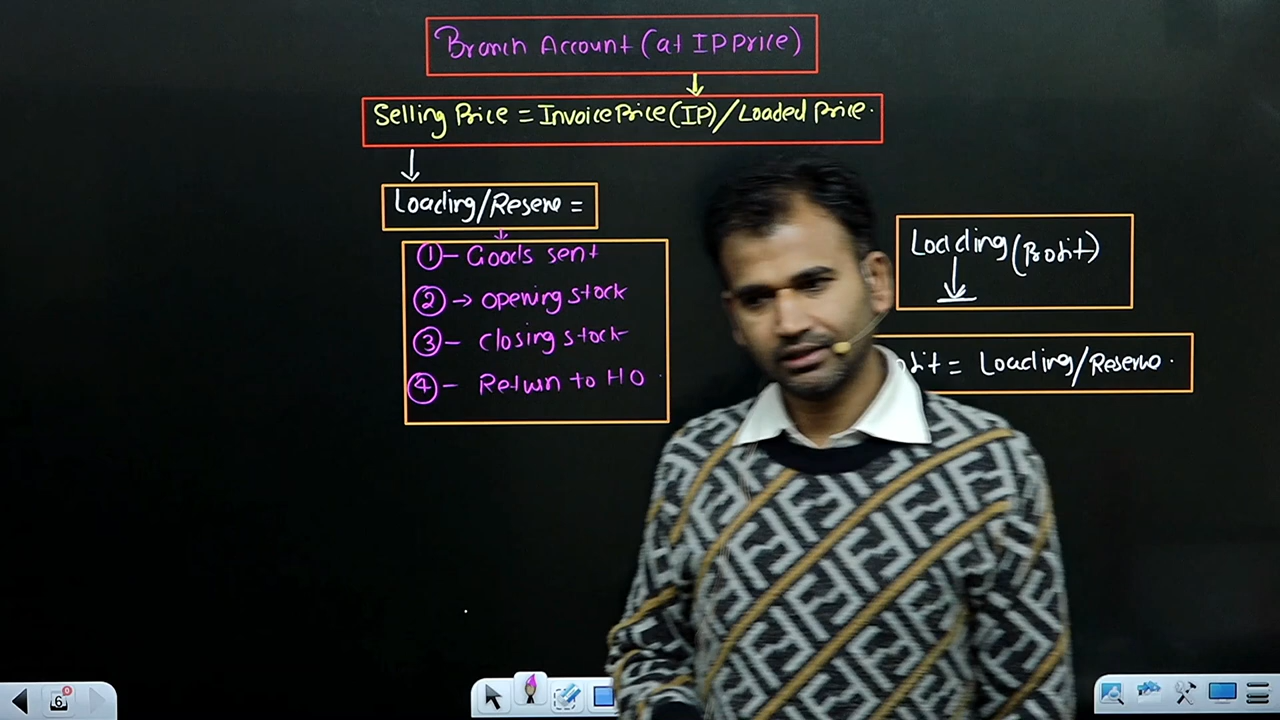 Branch Account (at IP Price)
Selling Price = Invoice Price (IP) / Loaded Price.
Loading/Reserve =
① - Goods sent
② → opening stock
③ - closing stock
④ - Return to HO
Loading (Profit)
= Loading/Reserve.
6